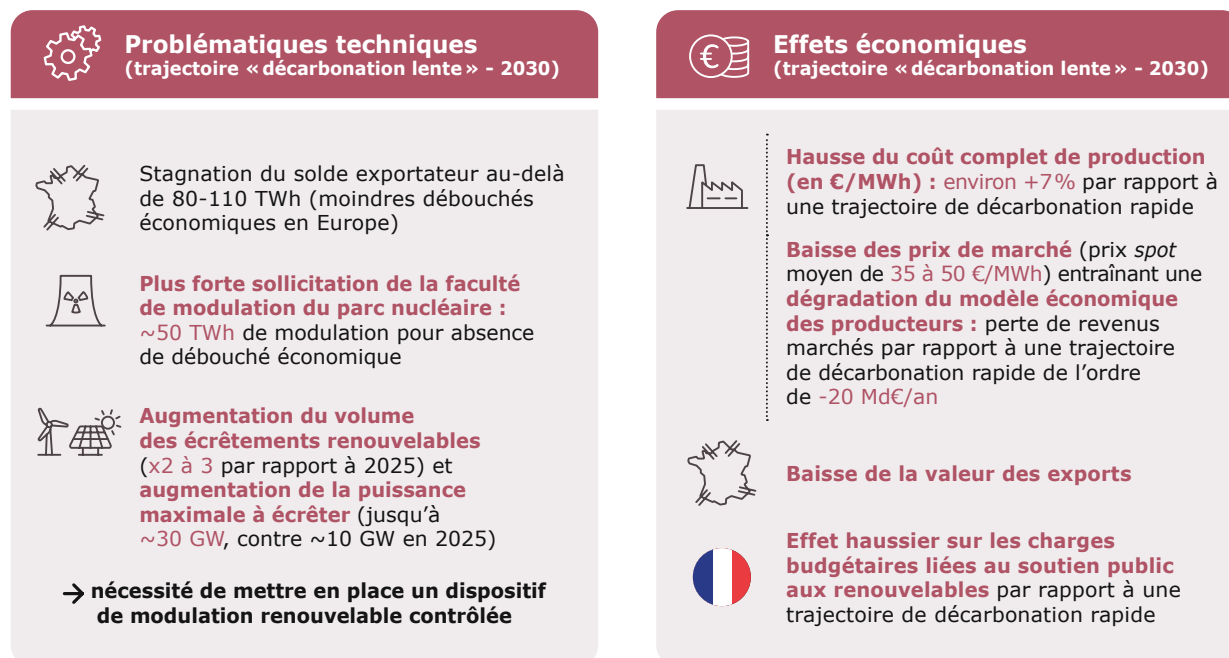 Problématiques techniques
(trajectoire « décarbonation lente » - 2030)
Stagnation du solde exportateur au-delà
de 80-110 TWh (moindres débouchés
économiques en Europe)
Plus forte sollicitation de la faculté
de modulation du parc nucléaire :
~50 TWh de modulation pour absence
de débouché économique
Augmentation du volume
des écrêtements renouvelables
(x2 à 3 par rapport à 2025) et
augmentation de la puissance
maximale à écrêter (jusqu’à
~30 GW, contre ~10 GW en 2025)
→ nécessité de mettre en place un dispositif
de modulation renouvelable contrôlée
€
Effets économiques
(trajectoire « décarbonation lente » - 2030)
Hausse du coût complet de production
(en €/MWh) : environ +7% par rapport à
une trajectoire de décarbonation rapide
Baisse des prix de marché (prix spot
moyen de 35 à 50 €/MWh) entraînant une
dégradation du modèle économique
des producteurs : perte de revenus
marchés par rapport à une trajectoire
de décarbonation rapide de l’ordre
de -20 Md€/an
Baisse de la valeur des exports
Effet haussier sur les charges
budgétaires liées au soutien public
aux renouvelables par rapport à une
trajectoire de décarbonation rapide